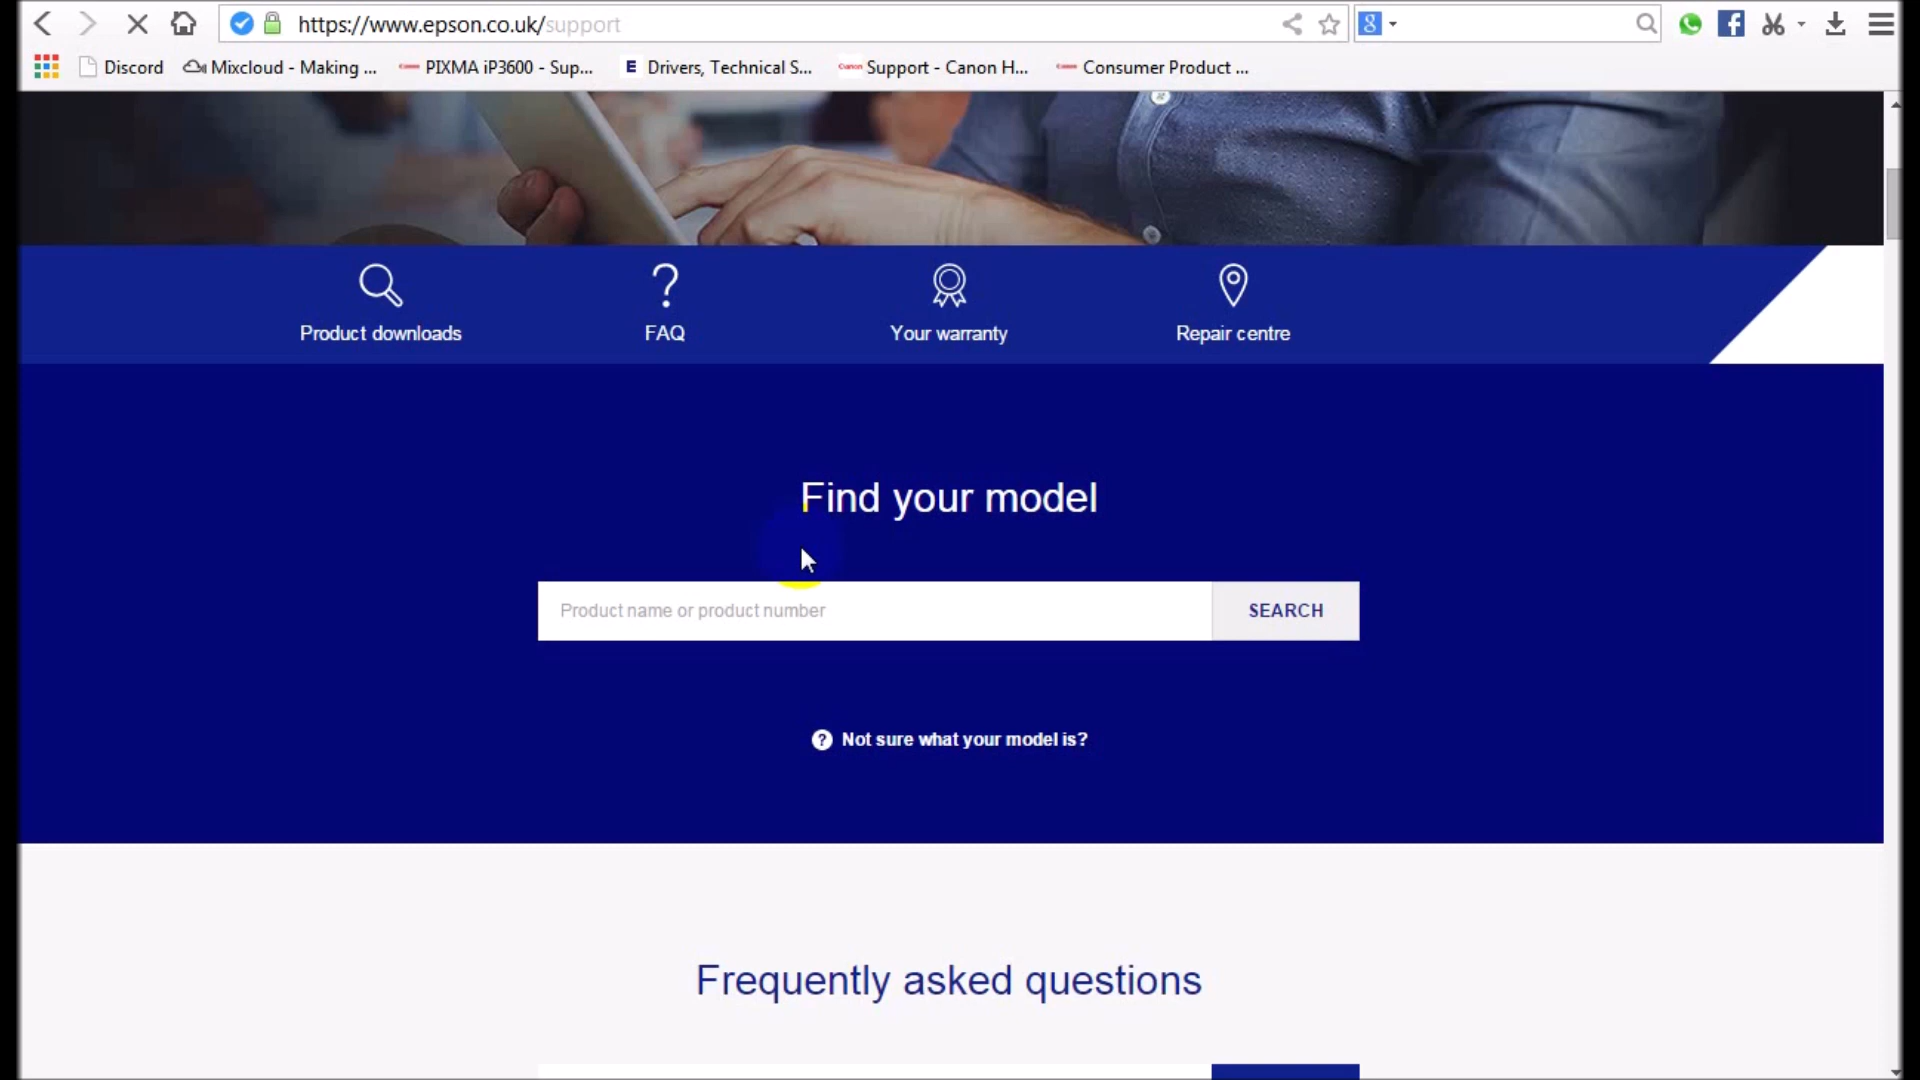 https://www.epson.co.uk/support
Discord
Mixcloud - Making ...
PIXMA iP3600 - Sup...
E Drivers, Technical S...
Canon Support - Canon H...
Consumer Product ...
Product downloads
FAQ
Your warranty
Repair centre
Find your model
Product name or product number
SEARCH
? Not sure what your model is?
Frequently asked questions